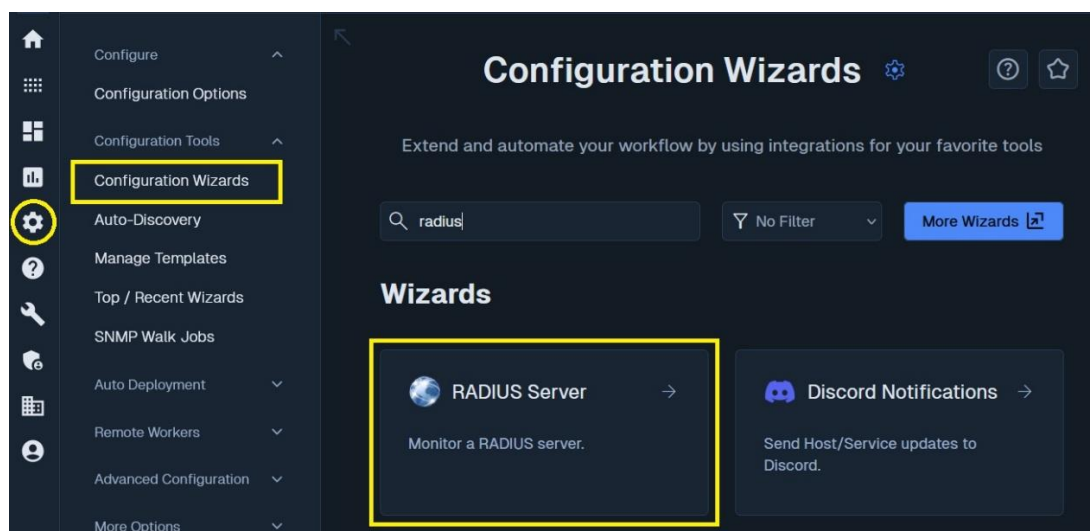 Configure
Configuration Options
Configuration Tools
Configuration Wizards
Auto-Discovery
Manage Templates
Top / Recent Wizards
SNMP Walk Jobs
Auto Deployment
Remote Workers
Advanced Configuration
More Options
Configuration Wizards
Extend and automate your workflow by using integrations for your favorite tools
radius
No Filter
More Wizards
Wizards
RADIUS Server
Monitor a RADIUS server.
Discord Notifications
Send Host/Service updates to
Discord.